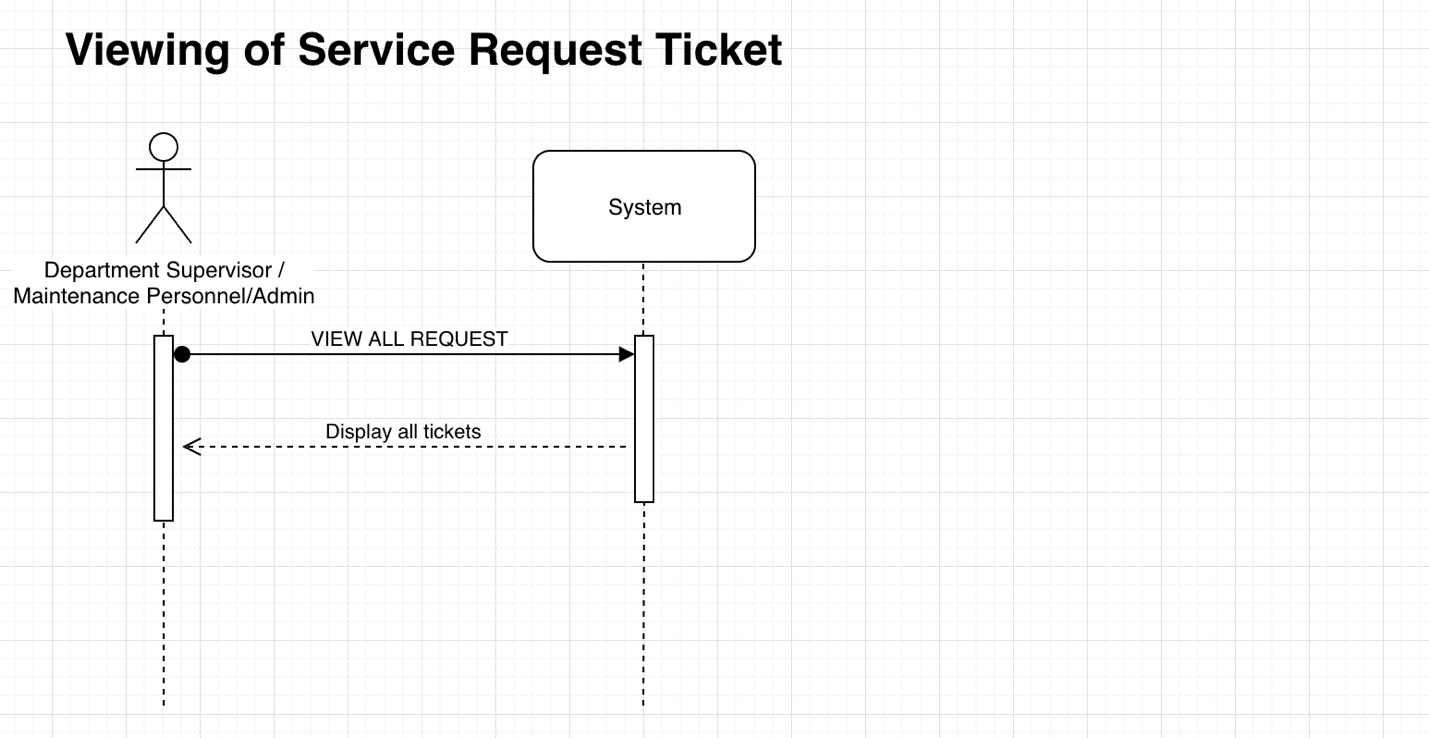 Viewing of Service Request Ticket
System
Department Supervisor /
Maintenance Personnel/Admin
VIEW ALL REQUEST
Display all tickets